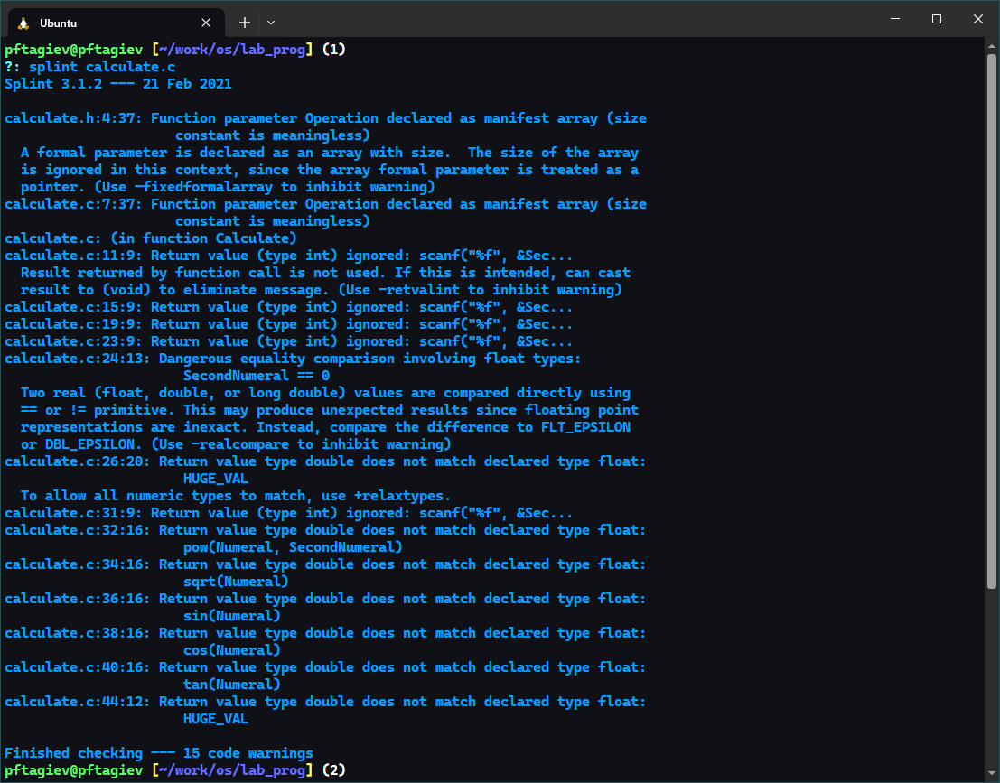 Ubuntu
pftagiev@pftagiev [~/work/os/lab_prog] (1)
?: splint calculate.c
Splint 3.1.2 --- 21 Feb 2021
calculate.h:4:37: Function parameter Operation declared as manifest array (size
constant is meaningless)
A formal parameter is declared as an array with size.  The size of the array
is ignored in this context, since the array formal parameter is treated as a
pointer. (Use -fixedformalarray to inhibit warning)
calculate.c:7:37: Function parameter Operation declared as manifest array (size
constant is meaningless)
calculate.c: (in function Calculate)
calculate.c:11:9: Return value (type int) ignored: scanf("%f", &Sec...
Result returned by function call is not used. If this is intended, can cast
result to (void) to eliminate message. (Use -retvalint to inhibit warning)
calculate.c:15:9: Return value (type int) ignored: scanf("%f", &Sec...
calculate.c:19:9: Return value (type int) ignored: scanf("%f", &Sec...
calculate.c:23:9: Return value (type int) ignored: scanf("%f", &Sec...
calculate.c:24:13: Dangerous equality comparison involving float types:
SecondNumeral == 0
Two real (float, double, or long double) values are compared directly using
== or != primitive. This may produce unexpected results since floating point
representations are inexact. Instead, compare the difference to FLT_EPSILON
or DBL_EPSILON. (Use -realcompare to inhibit warning)
calculate.c:26:20: Return value type double does not match declared type float:
HUGE_VAL
To allow all numeric types to match, use +relaxtypes.
calculate.c:31:9: Return value (type int) ignored: scanf("%f", &Sec...
calculate.c:32:16: Return value type double does not match declared type float:
pow(Numeral, SecondNumeral)
calculate.c:34:16: Return value type double does not match declared type float:
sqrt(Numeral)
calculate.c:36:16: Return value type double does not match declared type float:
sin(Numeral)
calculate.c:38:16: Return value type double does not match declared type float:
cos(Numeral)
calculate.c:40:16: Return value type double does not match declared type float:
tan(Numeral)
calculate.c:44:12: Return value type double does not match declared type float:
HUGE_VAL
Finished checking --- 15 code warnings
pftagiev@pftagiev [~/work/os/lab_prog] (2)